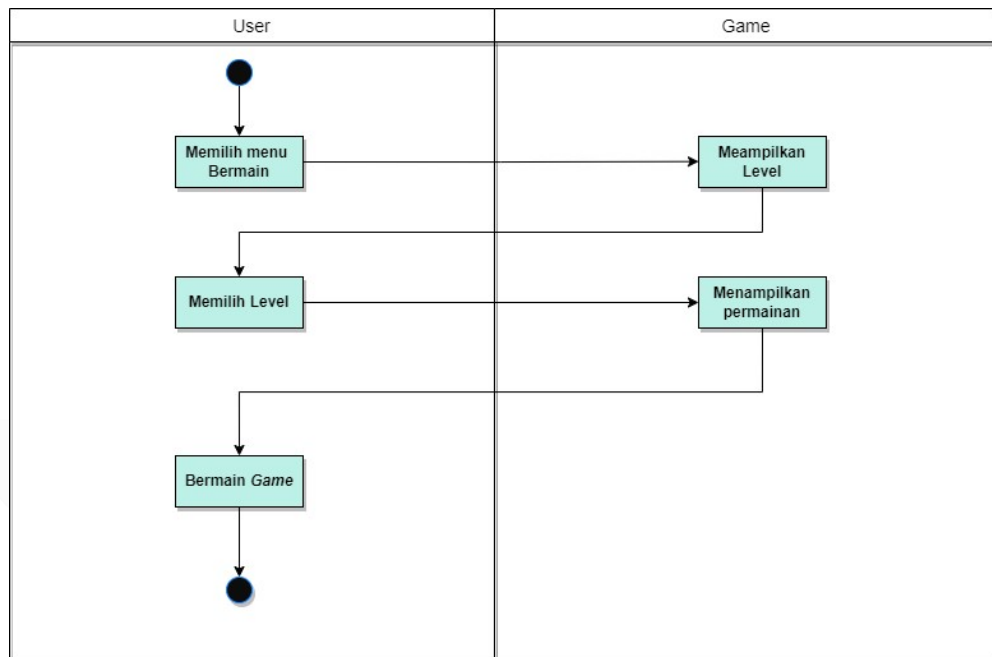 User
Game
Memilih menu
Bermain
Meampilkan
Level
Memilih Level
Menampilkan
permainan
Bermain Game